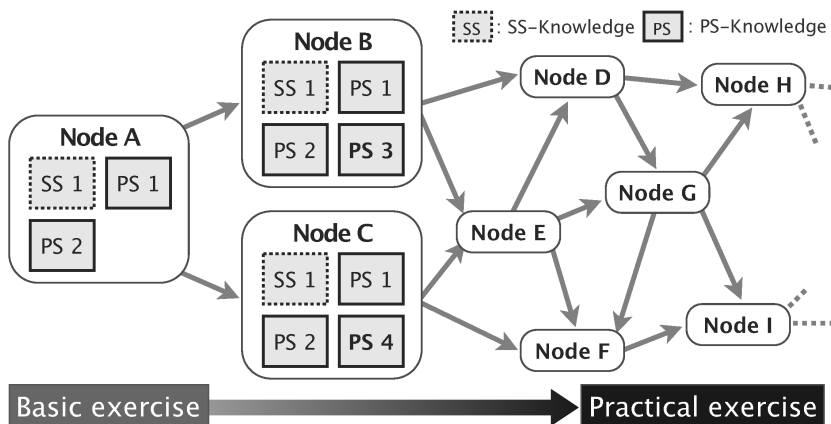 SS : SS-Knowledge PS : PS-Knowledge
Node A
SS 1 PS 1
PS 2
Node B
SS 1 PS 1
PS 2 PS 3
Node C
SS 1 PS 1
PS 2 PS 4
Node D
Node E
Node F
Node G
Node H
Node I
Basic exercise
Practical exercise